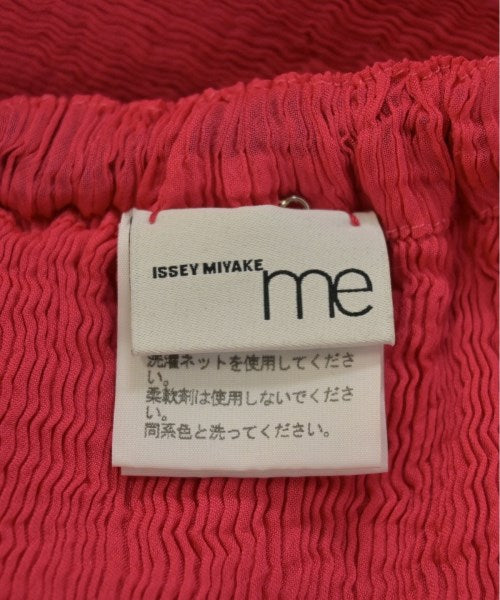 ISSEY MIYAKE me
洗濯ネットを使用してくださ
い。
柔軟剤は使用しないでくださ
い。
同系色と洗ってください。